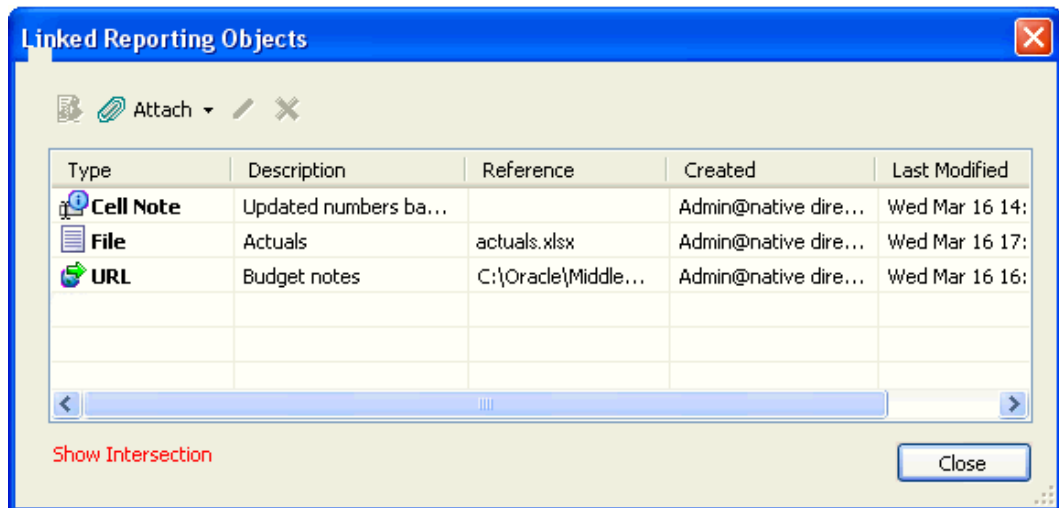 Linked Reporting Objects
Attach
Type Description Reference Created Last Modified
Cell Note Updated numbers ba... Admin@native dire... Wed Mar 16 14:
File Actuals actuals.xlsx Admin@native dire... Wed Mar 16 17:
URL Budget notes C:\Oracle\Middle... Admin@native dire... Wed Mar 16 16:
Show Intersection Close